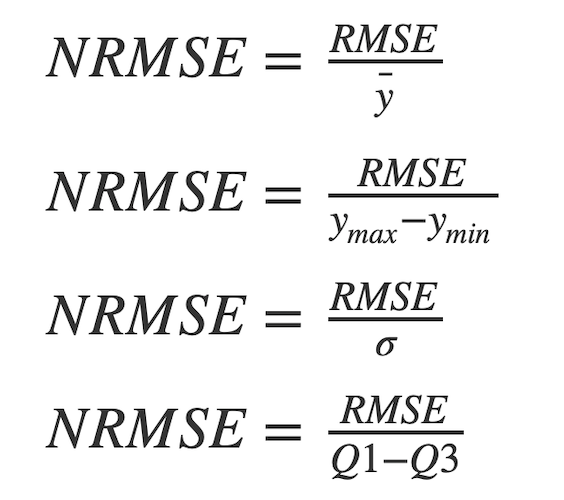 NRMSE = RMSE / ȳ
NRMSE = RMSE / y_max − y_min
NRMSE = RMSE / σ
NRMSE = RMSE / Q1−Q3